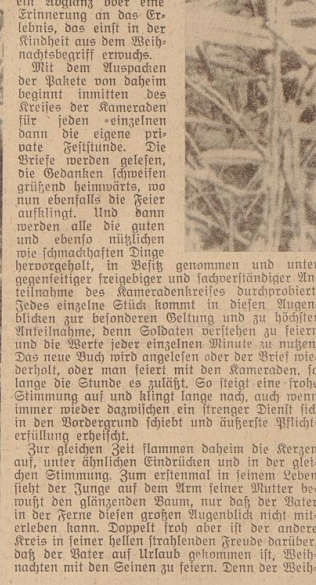 ein Abglanz oder eine
Erinnerung an das Er-
lebnis, das einst in der
Kindheit aus dem Weih-
nachtsbegriff erwuchs.
Mit dem Auspacken
der Pakete von daheim
beginnt inmitten des
Kreises der Kameraden
für jeden einzelnen
dann die eigene pri-
vate Feststunde. Die
Briefe werden gelesen,
die Gedanken schweifen
grüßend heimwärts, wo
nun ebenfalls die Feier
aufklingt. Und dann
werden alle die guten
und ebenso nützlichen
wie schmackhaften Dinge
hervorgeholt, in Besitz genommen und unter
gegenseitiger freigebiger und sachverständiger An-
teilnahme des Kameradenkreises durchprobiert
Jedes einzelne Stück kommt in diesen Augen-
blicken zur besonderen Geltung und zu höchster
Anteilnahme, denn Soldaten verstehen zu feiern
und die Werte jeder einzelnen Minute zu nutzen
Das neue Buch wird angelesen oder der Brief wie-
derholt, oder man feiert mit den Kameraden, so
lange die Stunde es zuläßt. So steigt eine frohe
Stimmung auf und klingt lange nach, auch wenn
immer wieder dazwischen ein strenger Dienst sich
in den Vordergrund schiebt und äußerste Pflicht-
erfüllung erheischt.
Zur gleichen Zeit flammen daheim die Kerzen
auf, unter ähnlichen Eindrücken und in der glei-
chen Stimmung. Zum erstenmal in seinem Leben
sieht der Junge auf dem Arm seiner Mutter be-
wußt den glänzenden Baum, nur daß der Vater
in der Ferne diesen großen Augenblick nicht mit-
erleben kann. Doppelt froh aber ist der andere
Kreis in seiner hellen strahlenden Freude darüber,
daß der Vater auf Urlaub gekommen ist, Weih-
nachten mit den Seinen zu feiern. Denn der Weih-